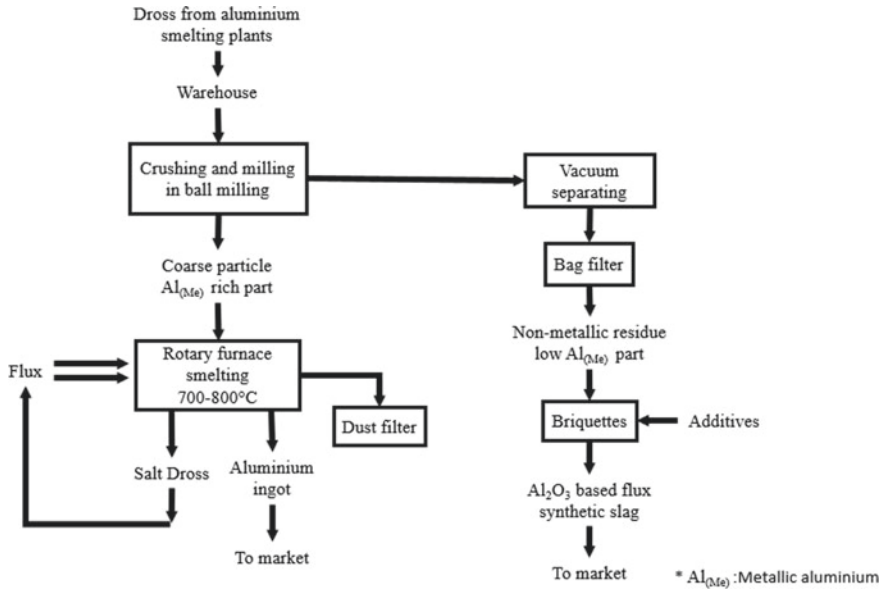 Dross from aluminium
smelting plants
Warehouse
Crushing and milling
in ball milling
Vacuum
separating
Bag filter
Coarse particle
Al(Me) rich part
Non-metallic residue
low Al(Me) part
Flux
Rotary furnace
smelting
700-800°C
Dust filter
Briquettes
Additives
Salt Dross
Aluminium
ingot
Al₂O₃ based flux
synthetic slag
To market
To market
* Al(Me) :Metallic aluminium